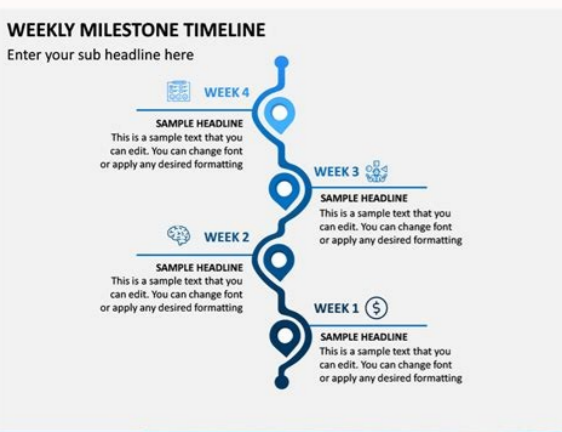 WEEKLY MILESTONE TIMELINE
Enter your sub headline here
WEEK 4
SAMPLE HEADLINE
This is a sample text that you
can edit. You can change font
or apply any desired formatting
WEEK 3
SAMPLE HEADLINE
This is a sample text that you
can edit. You can change font
or apply any desired formatting
WEEK 2
SAMPLE HEADLINE
This is a sample text that you
can edit. You can change font
or apply any desired formatting
WEEK 1 $
SAMPLE HEADLINE
This is a sample text that you
can edit. You can change font
or apply any desired formatting